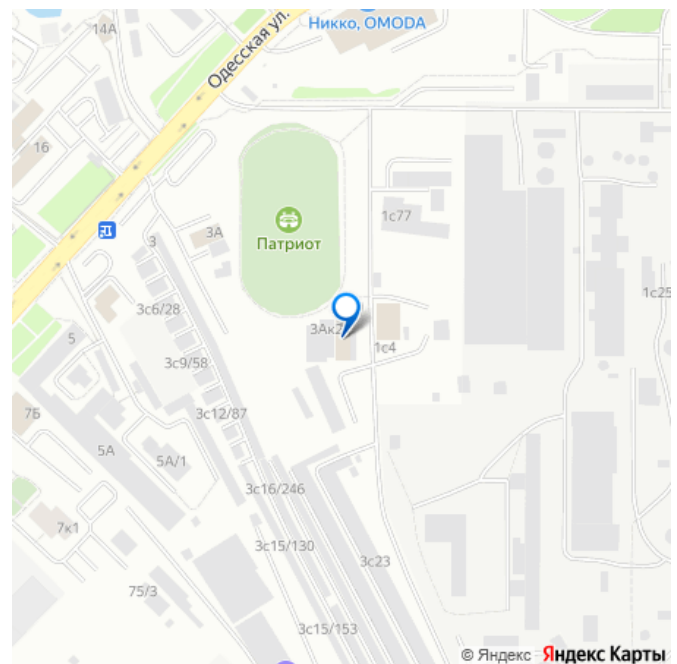 14А
Никко, OMODA
Одесская ул.
16
1с77
3А
3
Патриот
1с25
3с6/28
3Ак2
1с4
5
3с9/58
7Б
3с12/87
5А
5А/1
3с16/246
7к1
3с15/130
3с23
75/3
3с15/153
© Яндекс Яндекс Карты